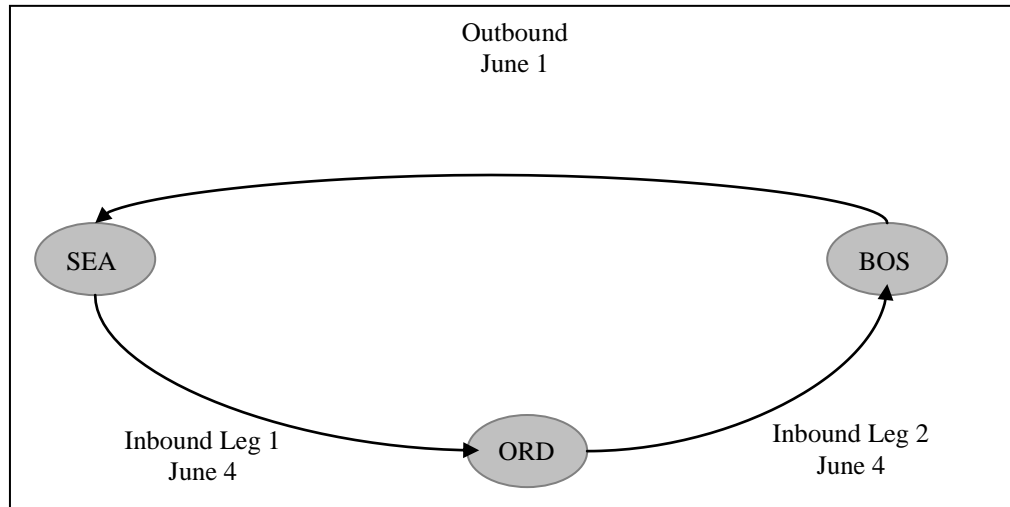 Outbound
June 1
SEA
BOS
Inbound Leg 1
June 4
ORD
Inbound Leg 2
June 4